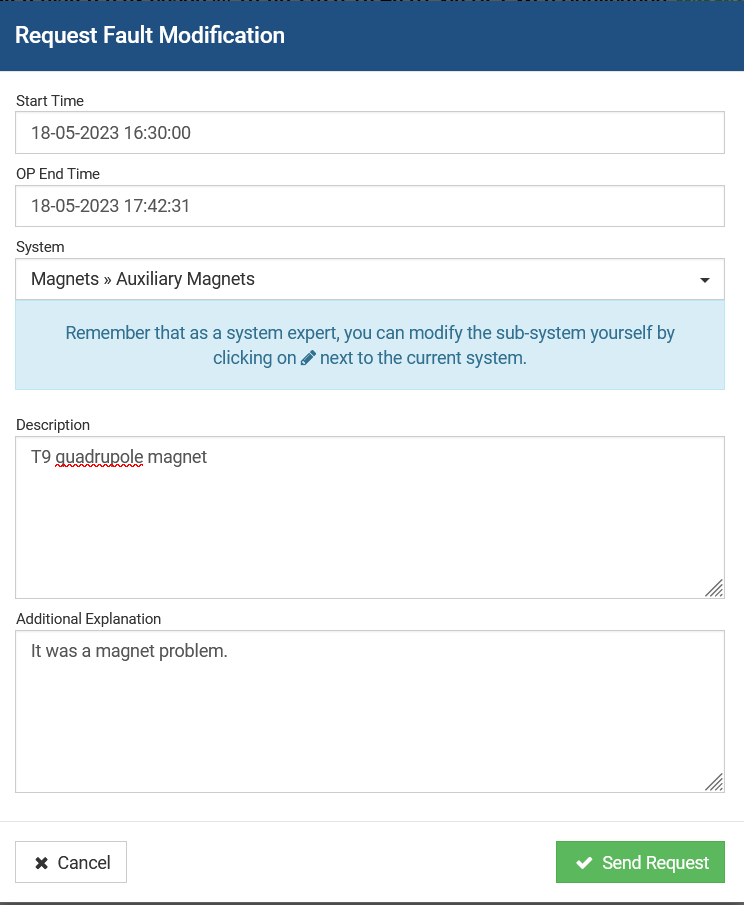 Request Fault Modification
Start Time
18-05-2023 16:30:00
OP End Time
18-05-2023 17:42:31
System
Magnets » Auxiliary Magnets
Remember that as a system expert, you can modify the sub-system yourself by
clicking on next to the current system.
Description
T9 quadrupole magnet
Additional Explanation
It was a magnet problem.
Cancel
Send Request